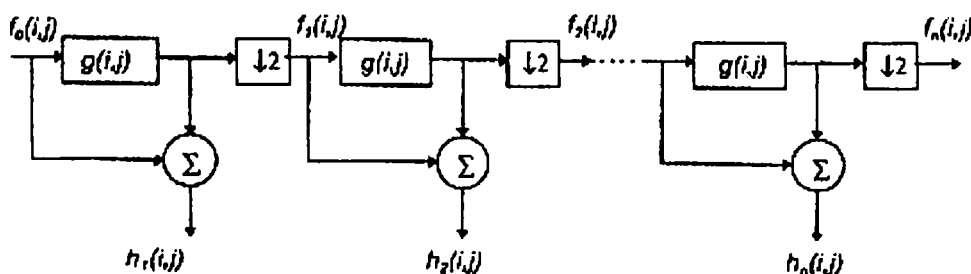 f₀(i,j) f₁(i,j) f₂(i,j) fₙ(i,j)
g(i,j) ↓2 g(i,j) ↓2 g(i,j) ↓2
Σ Σ Σ
h₁(i,j) h₂(i,j) hₙ(i,j)